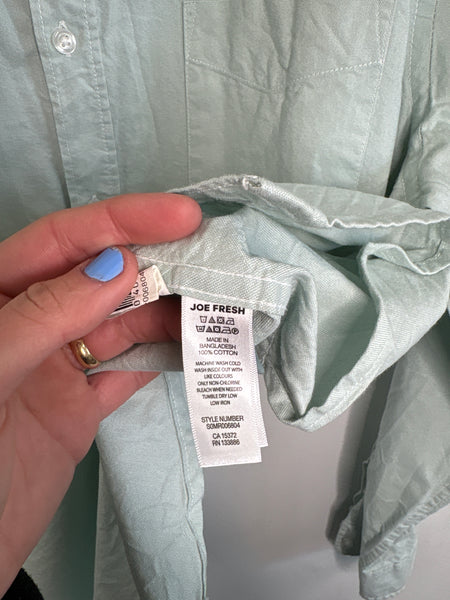 JOE FRESH
MADE IN
BANGLADESH
100% COTTON
MACHINE WASH COLD
WASH INSIDE OUT WITH
LIKE COLOURS
ONLY NON-CHLORINE
BLEACH WHEN NEEDED
TUMBLE DRY LOW
LOW IRON
STYLE NUMBER
S0MR006804
CA 15372
RN 133886